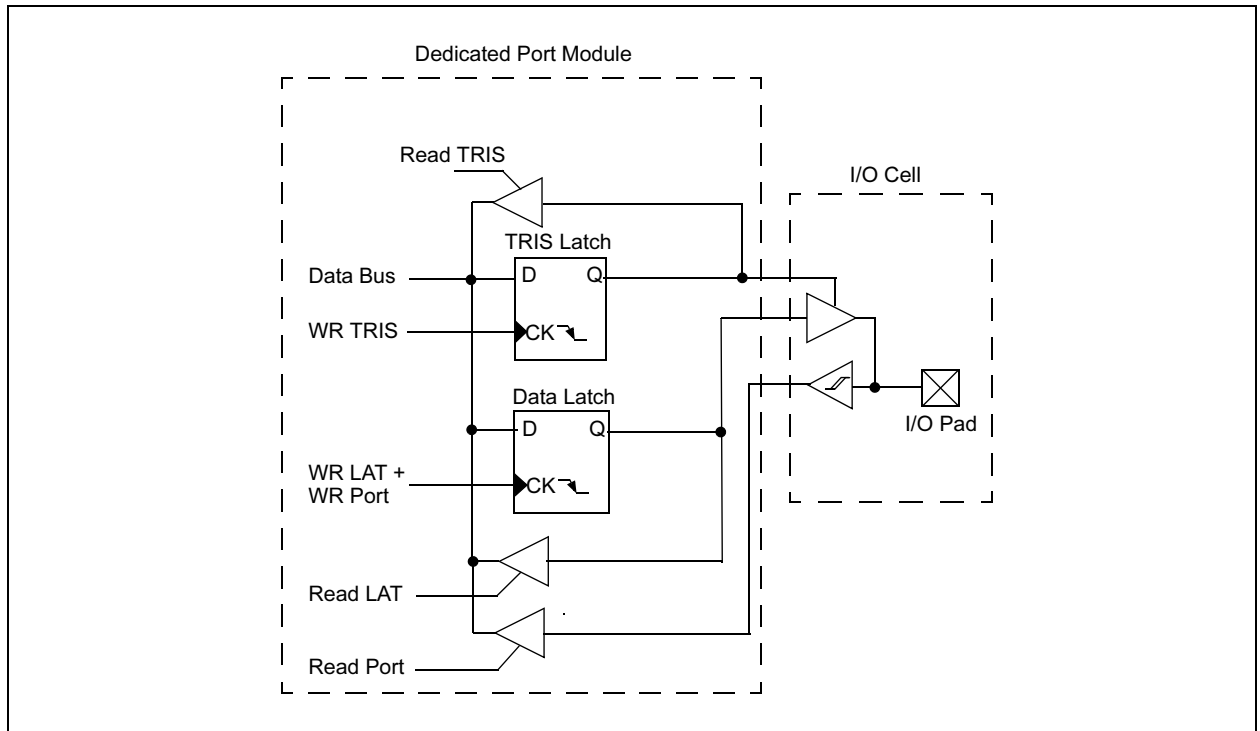 Dedicated Port Module
Read TRIS
I/O Cell
TRIS Latch
Data Bus
D
Q
WR TRIS
CK
Data Latch
I/O Pad
D
Q
WR LAT +
WR Port
CK
Read LAT
Read Port